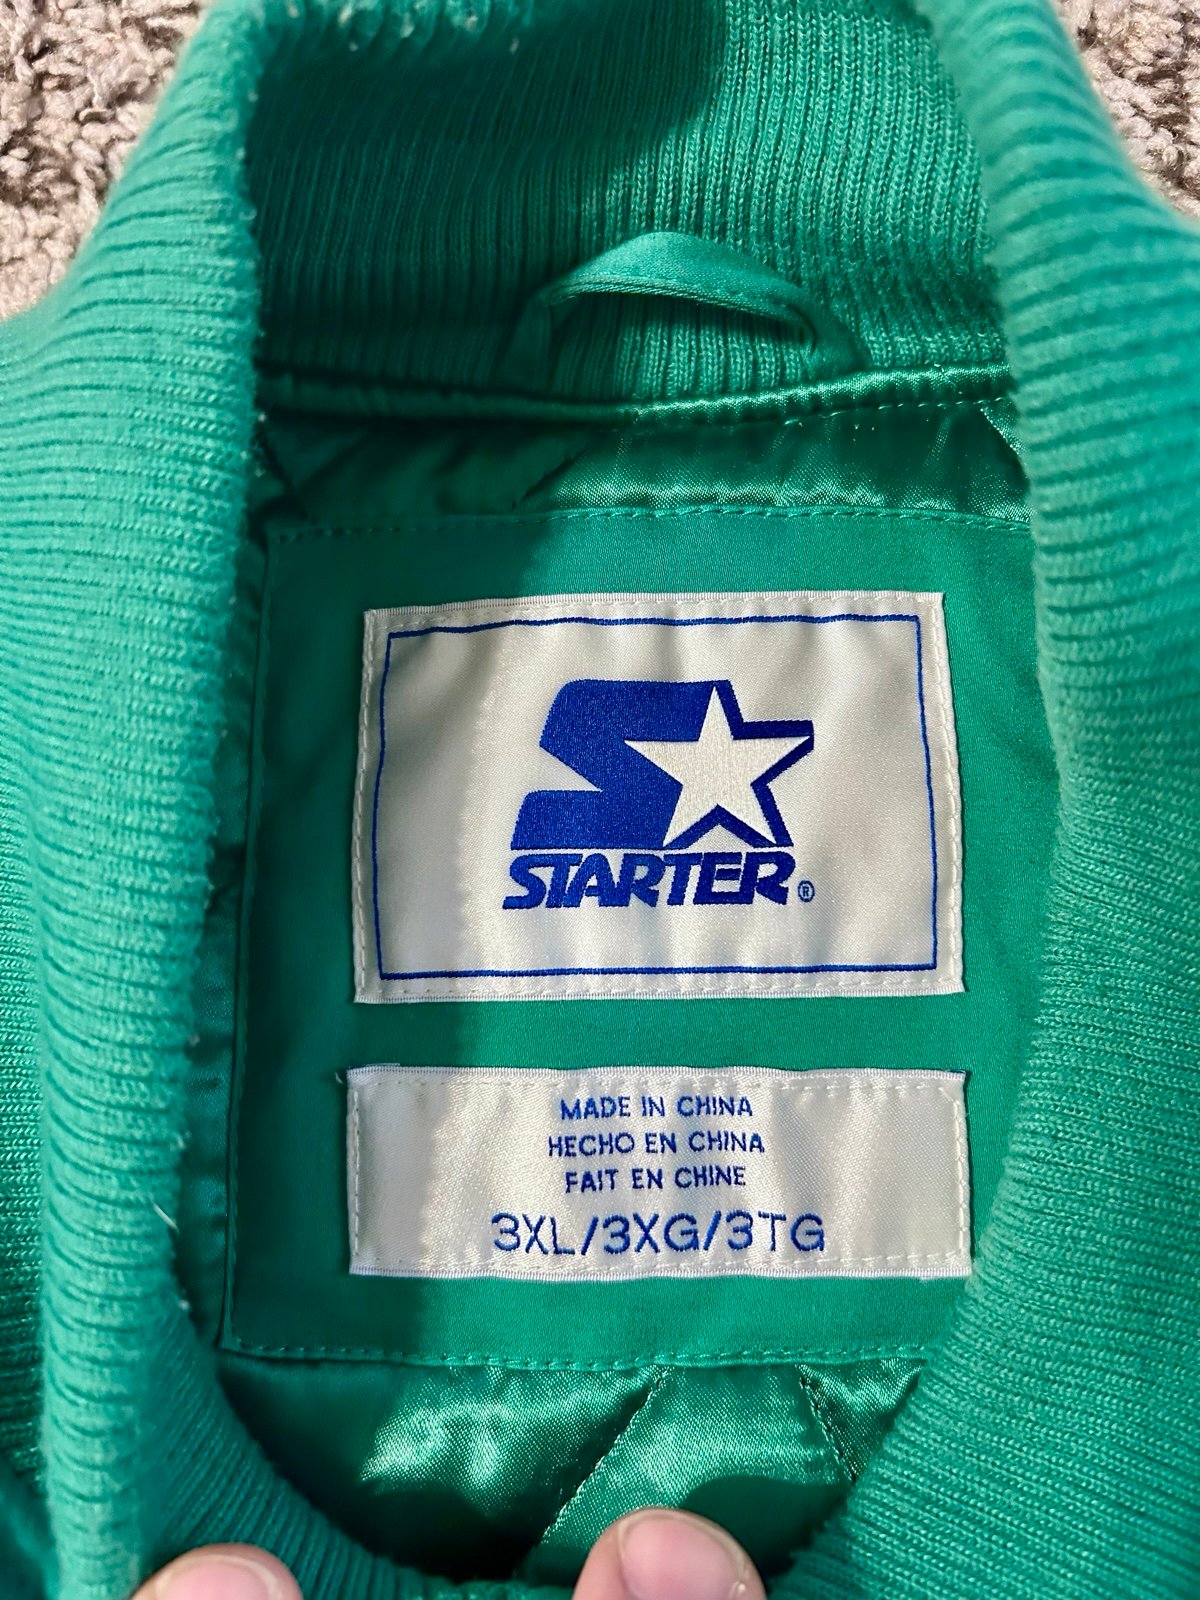 STARTER®
MADE IN CHINA
HECHO EN CHINA
FAIT EN CHINE
3XL/3XG/3TG